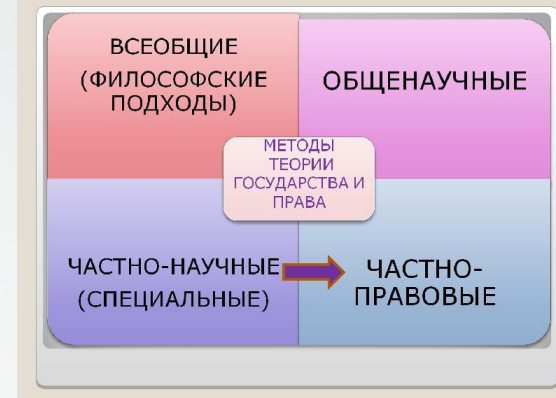 ВСЕОБЩИЕ
(ФИЛОСОФСКИЕ
ПОДХОДЫ)
ОБЩЕНАУЧНЫЕ
МЕТОДЫ
ТЕОРИИ
ГОСУДАРСТВА И
ПРАВА
ЧАСТНО-НАУЧНЫЕ
(СПЕЦИАЛЬНЫЕ)
ЧАСТНО-
ПРАВОВЫЕ